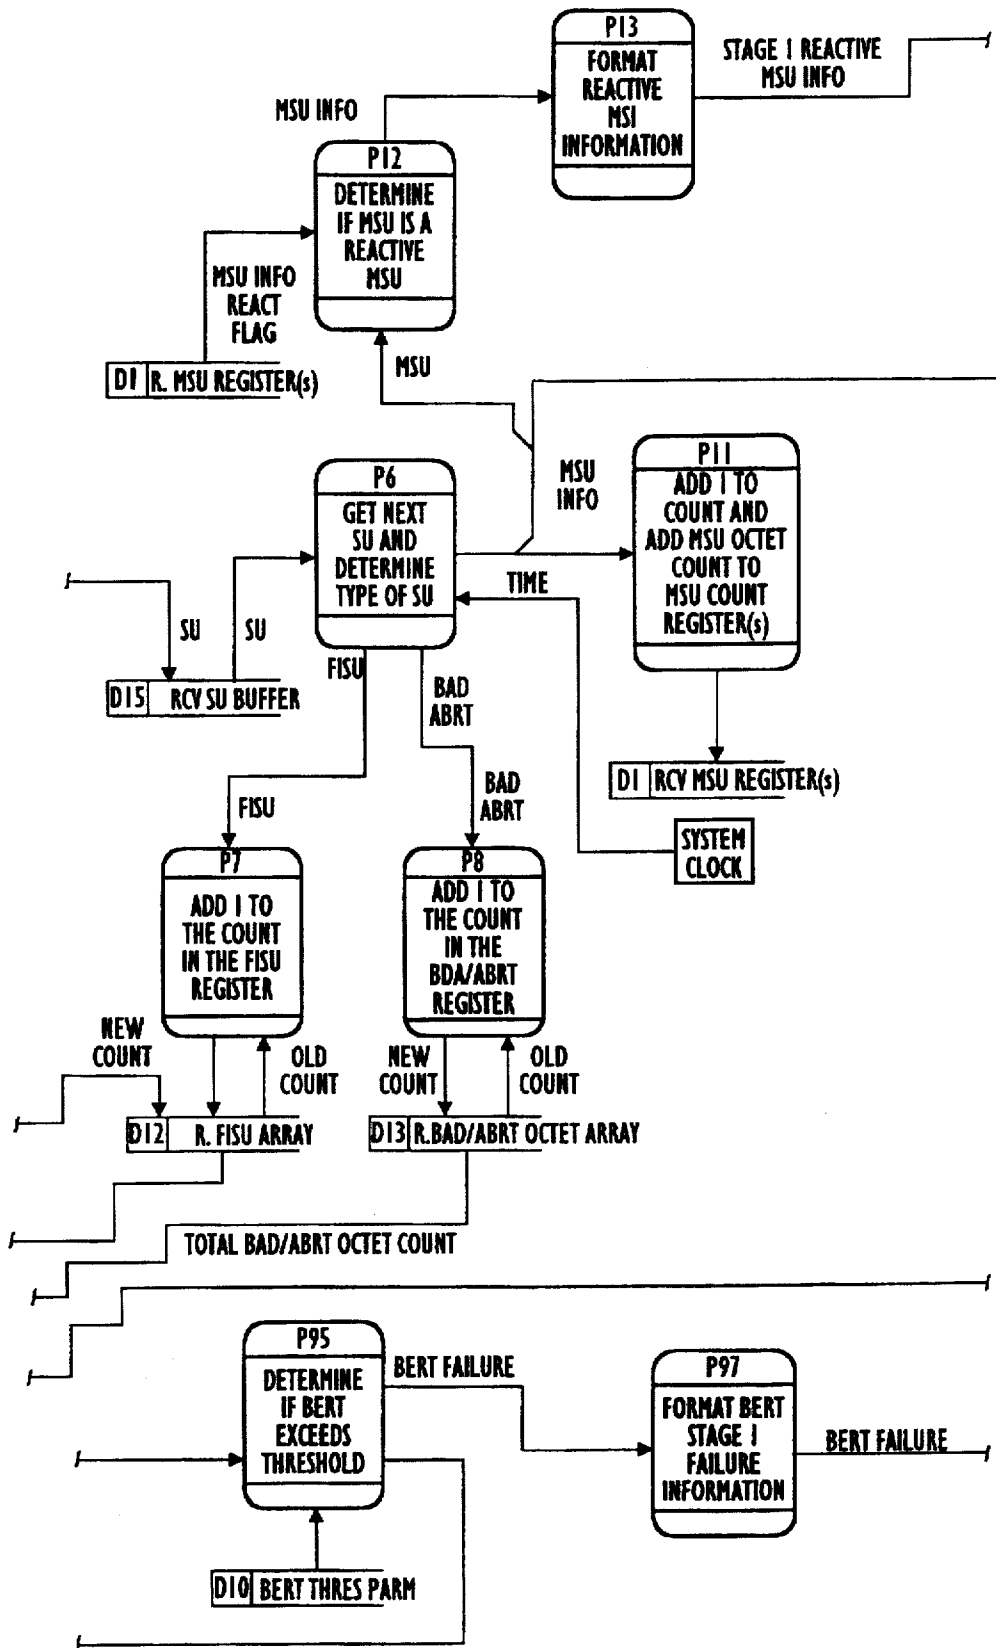 P13
FORMAT
REACTIVE
MSI
INFORMATION
STAGE 1 REACTIVE
MSU INFO
MSU INFO
P12
DETERMINE
IF MSU IS A
REACTIVE
MSU
MSU INFO
REACT
FLAG
D1 R. MSU REGISTER(s)
MSU
P6
GET NEXT
SU AND
DETERMINE
TYPE OF SU
MSU
INFO
P11
ADD 1 TO
COUNT AND
ADD MSU OCTET
COUNT TO
MSU COUNT
REGISTER(s)
TIME
SU
SU
D15 RCV SU BUFFER
FISU
BAD
ABRT
D1 RCV MSU REGISTER(s)
FISU
BAD
ABRT
SYSTEM
CLOCK
P7
ADD 1 TO
THE COUNT
IN THE FISU
REGISTER
P8
ADD 1 TO
THE COUNT
IN THE
BDA/ABRT
REGISTER
NEW
COUNT
OLD
COUNT
NEW
COUNT
OLD
COUNT
D12 R. FISU ARRAY
D13 R.BAD/ABRT OCTET ARRAY
TOTAL BAD/ABRT OCTET COUNT
P95
DETERMINE
IF BERT
EXCEEDS
THRESHOLD
BERT FAILURE
P97
FORMAT BERT
STAGE 1
FAILURE
INFORMATION
BERT FAILURE
D10 BERT THRES PARM